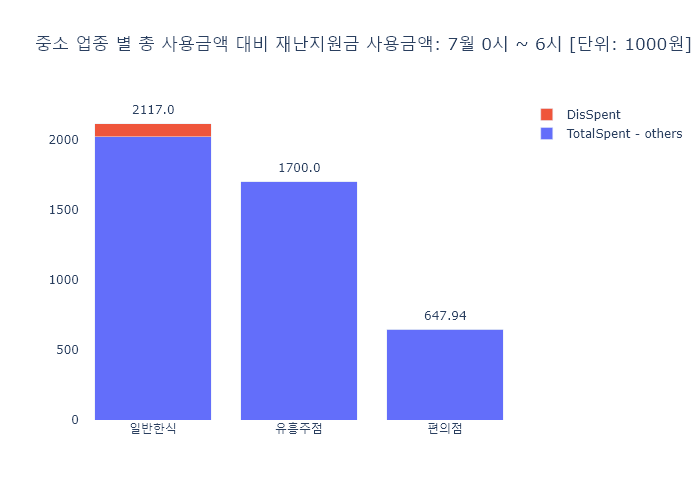 중소 업종 별 총 사용금액 대비 재난지원금 사용금액: 7월 0시 ~ 6시 [단위: 1000원]
2117.0
DisSpent
TotalSpent - others
2000
1700.0
1500
1000
647.94
500
0
일반한식
유흥주점
편의점